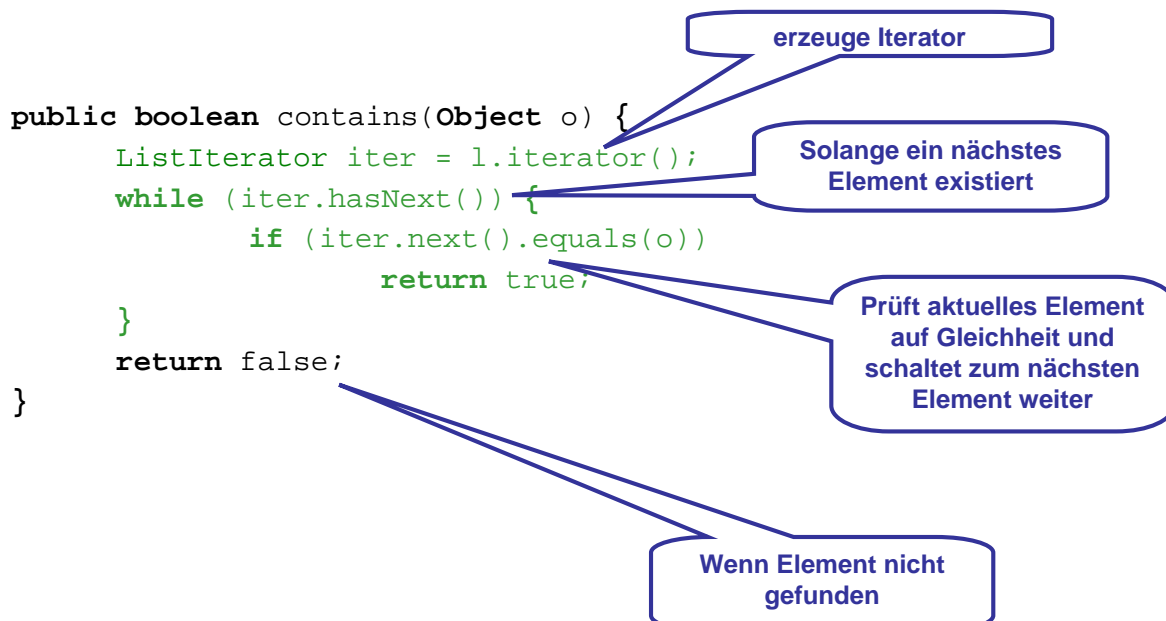 erzeuge Iterator
public boolean contains(Object o) {
ListIterator iter = l.iterator();
Solange ein nächstes
Element existiert
while (iter.hasNext()) {
if (iter.next().equals(o))
return true;
Prüft aktuelles Element
auf Gleichheit und
schaltet zum nächsten
Element weiter
}
return false;
}
Wenn Element nicht
gefunden